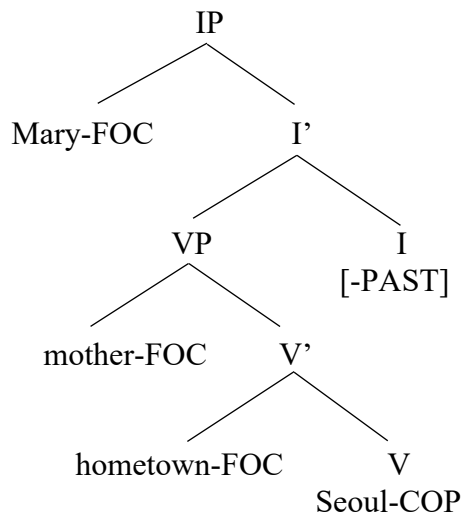 IP
Mary-FOC I’
VP I
[-PAST]
mother-FOC V’
hometown-FOC V
Seoul-COP